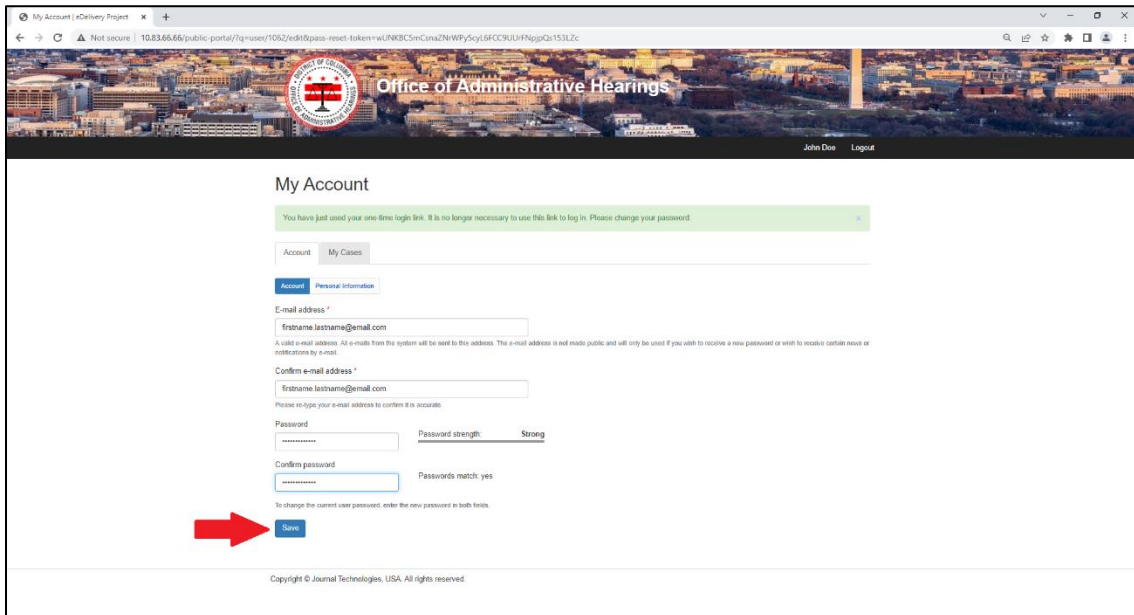 My Account | eDelivery Project
Not secure | 10.83.66.66/public-portal/?q=user/1062/edit&pass-reset-token=
DISTRICT OF COLUMBIA
OFFICE OF ADMINISTRATIVE HEARINGS
Office of Administrative Hearings
John Doe Logout
My Account
You have just used your one-time login link. It is no longer necessary to use this link to log in. Please change your password.
Account My Cases
Account Personal Information
E-mail address *
firstname.lastname@email.com
A valid e-mail address. All e-mails from the system will be sent to this address. The e-mail address is not made public and will only be used if you wish to receive a new password or wish to receive certain news or
notifications by e-mail.
Confirm e-mail address *
firstname.lastname@email.com
Please re-type your e-mail address to confirm it is accurate.
Password
Password strength: Strong
Confirm password
Passwords match: yes
To change the current user password, enter the new password in both fields.
Save
Copyright © Journal Technologies, USA. All rights reserved.